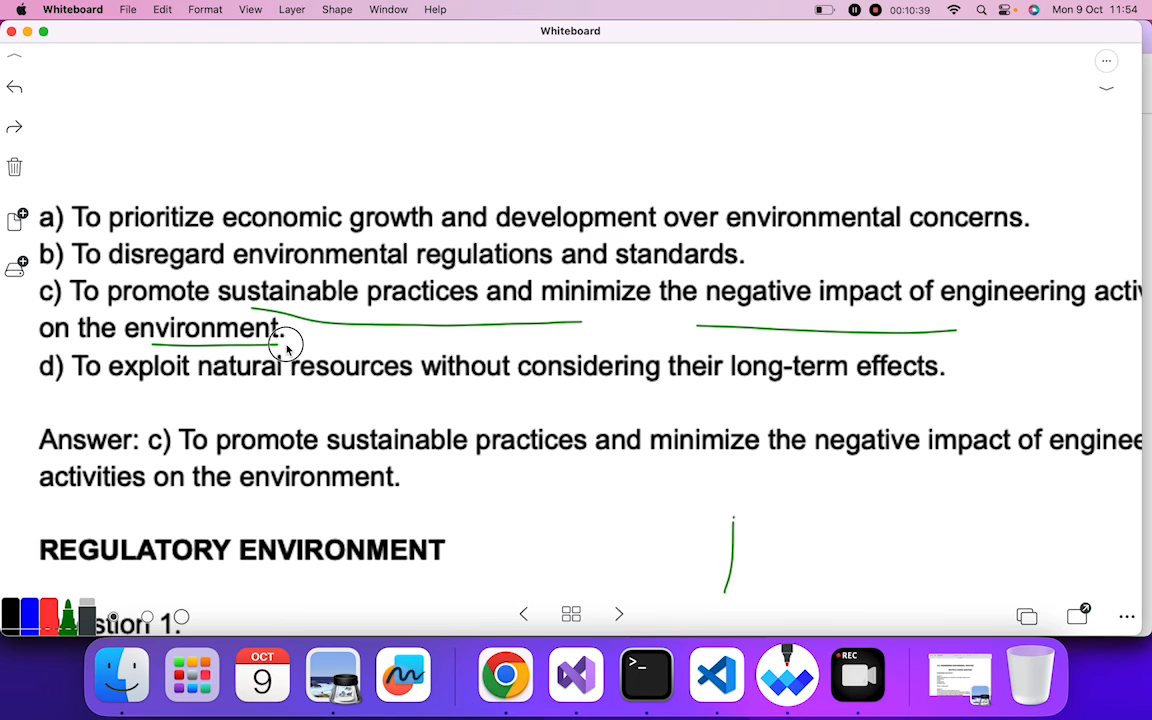 Whiteboard File Edit Format View Layer Shape Window Help 00:10:39 Mon 9 Oct 11:54
Whiteboard
a) To prioritize economic growth and development over environmental concerns.
b) To disregard environmental regulations and standards.
c) To promote sustainable practices and minimize the negative impact of engineering activ
on the environment.
d) To exploit natural resources without considering their long-term effects.
Answer: c) To promote sustainable practices and minimize the negative impact of enginee
activities on the environment.
REGULATORY ENVIRONMENT
stion 1.
OCT
9
>_
REC